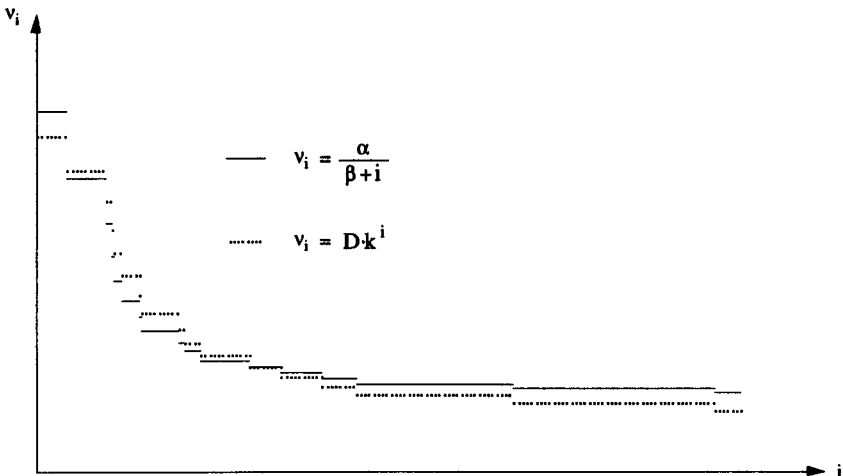 νi
νi = α / β+i
νi = D·k^i
i